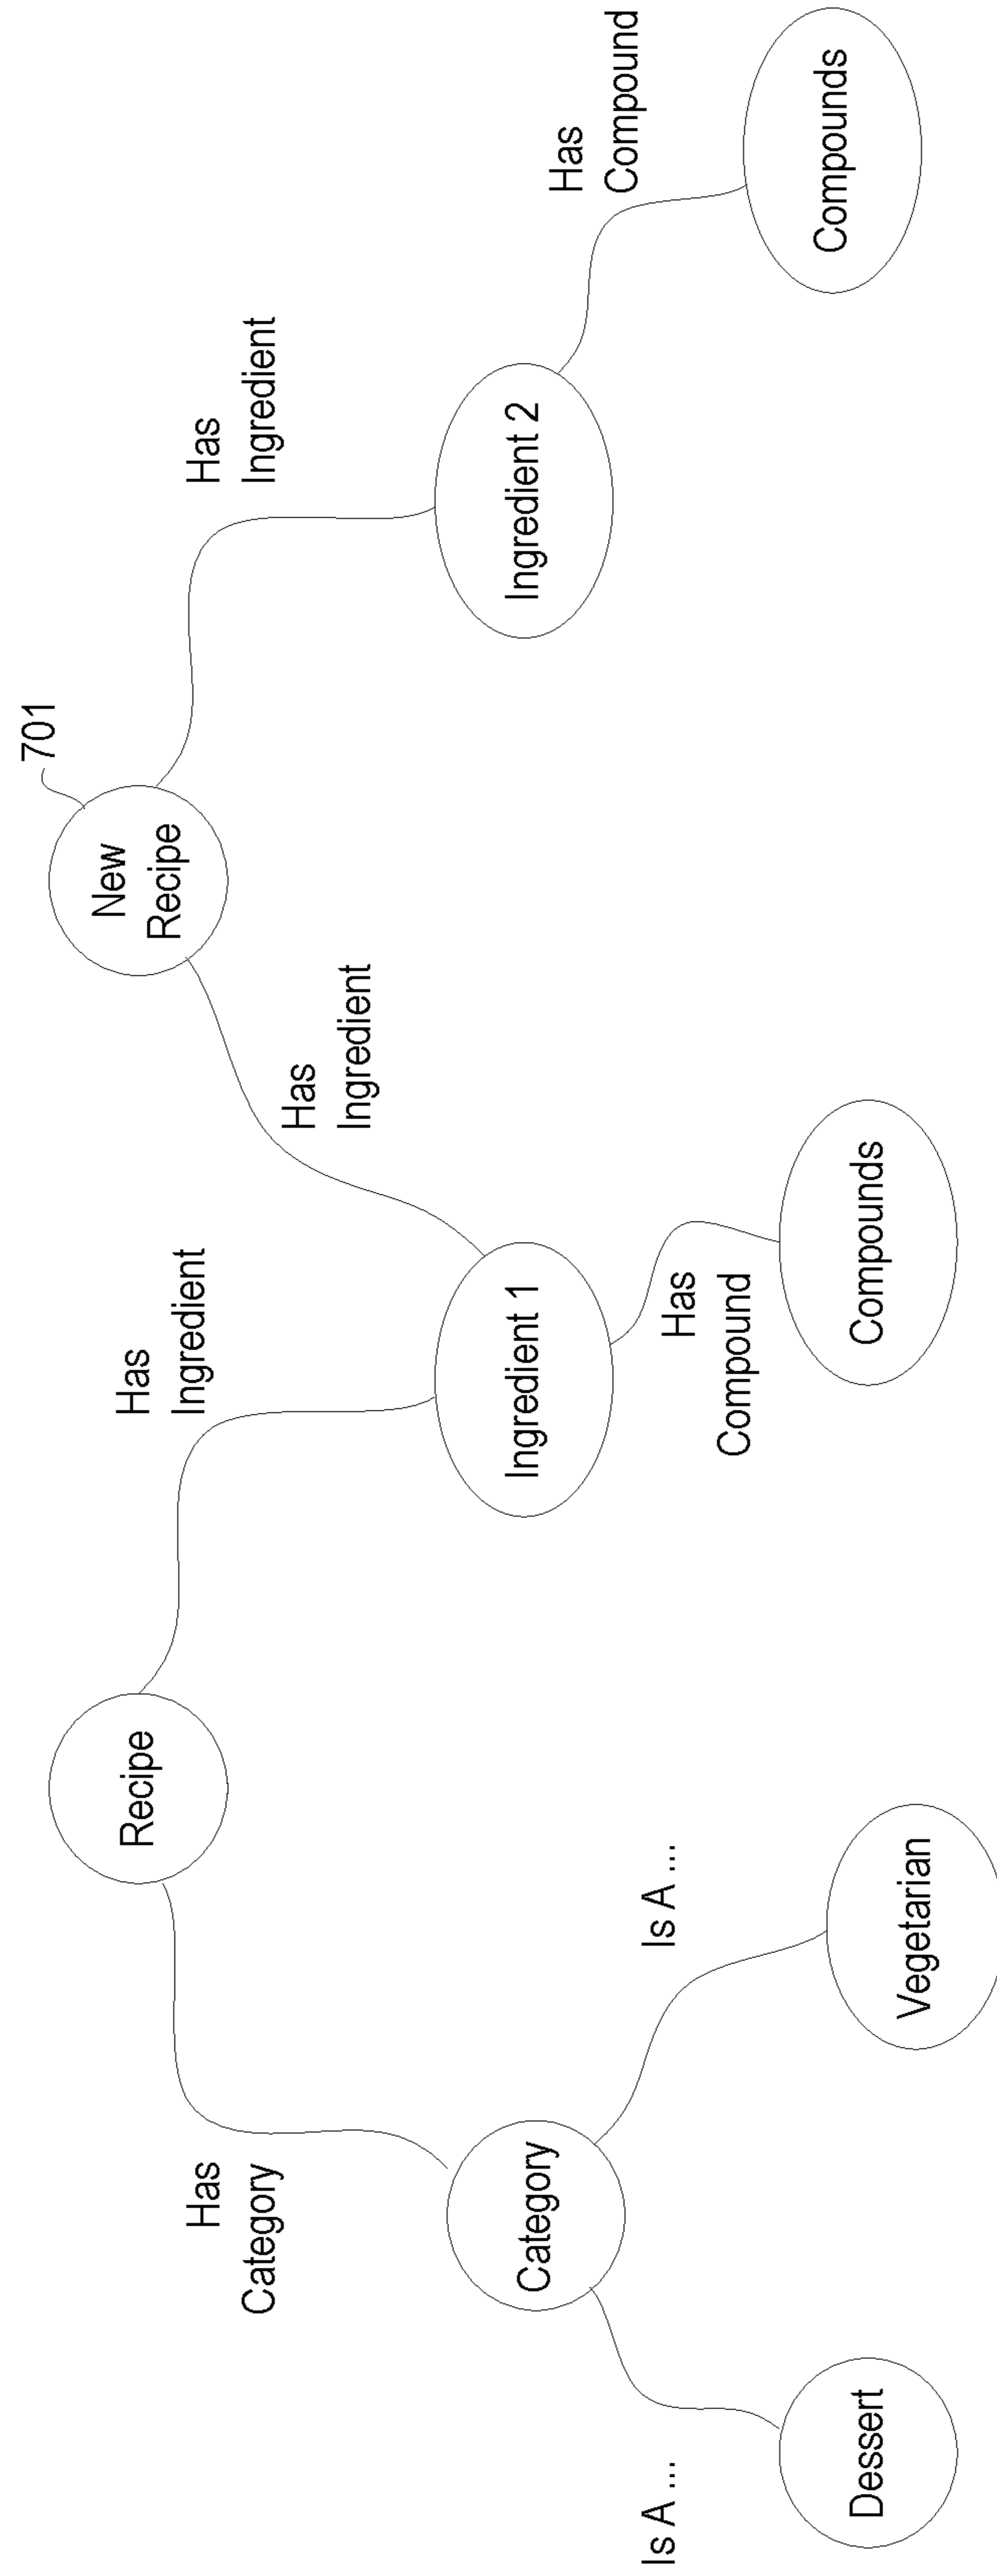 701
New
Recipe
Recipe
Has
Ingredient
Has
Ingredient
Has
Ingredient
Has
Category
Category
Ingredient 1
Ingredient 2
Has
Compound
Is A ...
Is A ...
Has
Compound
Dessert
Vegetarian
Compounds
Compounds